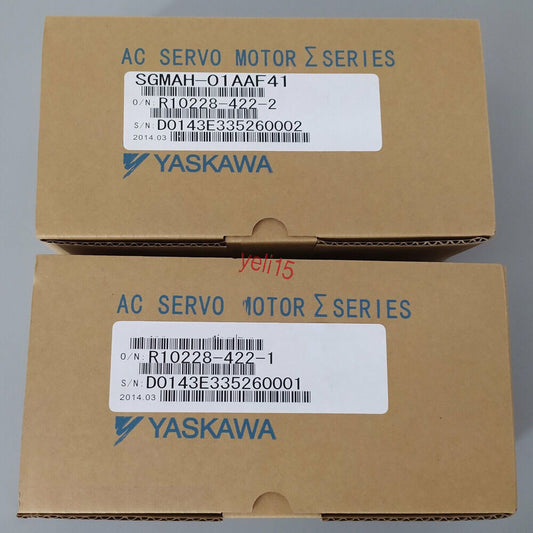 AC SERVO MOTOR Σ SERIES
SGMAH-01AAF41
O/N: R10228-422-2
S/N: D0143E335260002
2014.03
YASKAWA
yeli15
AC SERVO MOTOR Σ SERIES
O/N: R10228-422-1
S/N: D0143E335260001
2014.03
YASKAWA